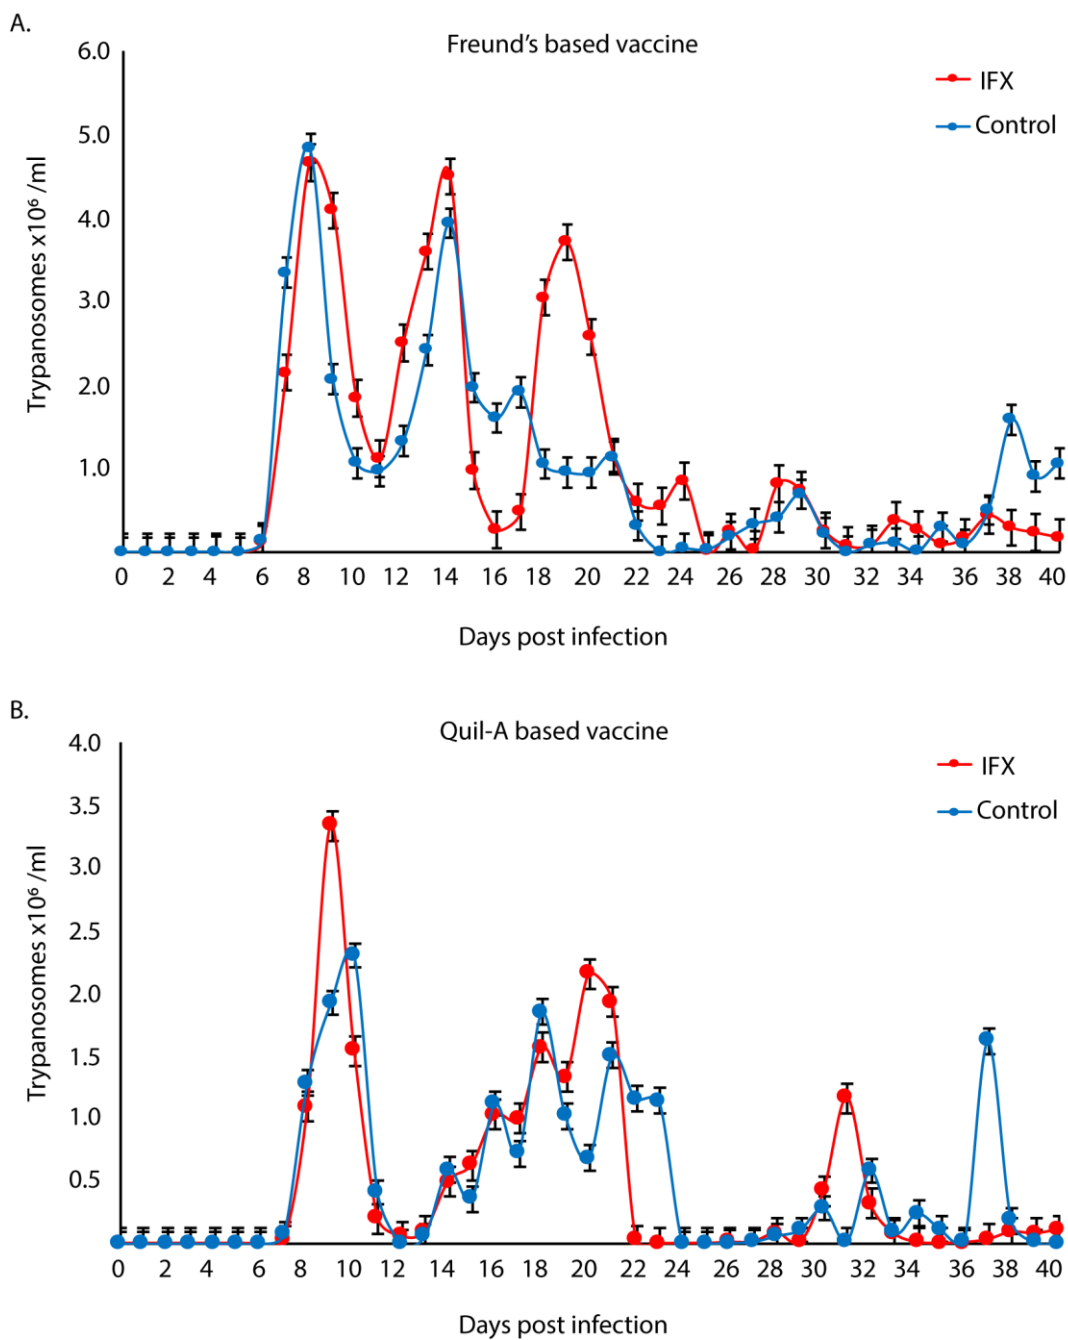 A.
Freund's based vaccine
IFX
Control
Trypanosomes x10⁶ /ml
6.0
5.0
4.0
3.0
2.0
1.0
0 2 4 6 8 10 12 14 16 18 20 22 24 26 28 30 32 34 36 38 40
Days post infection
B.
Quil-A based vaccine
IFX
Control
Trypanosomes x10⁶ /ml
4.0
3.5
3.0
2.5
2.0
1.5
1.0
0.5
0 2 4 6 8 10 12 14 16 18 20 22 24 26 28 30 32 34 36 38 40
Days post infection